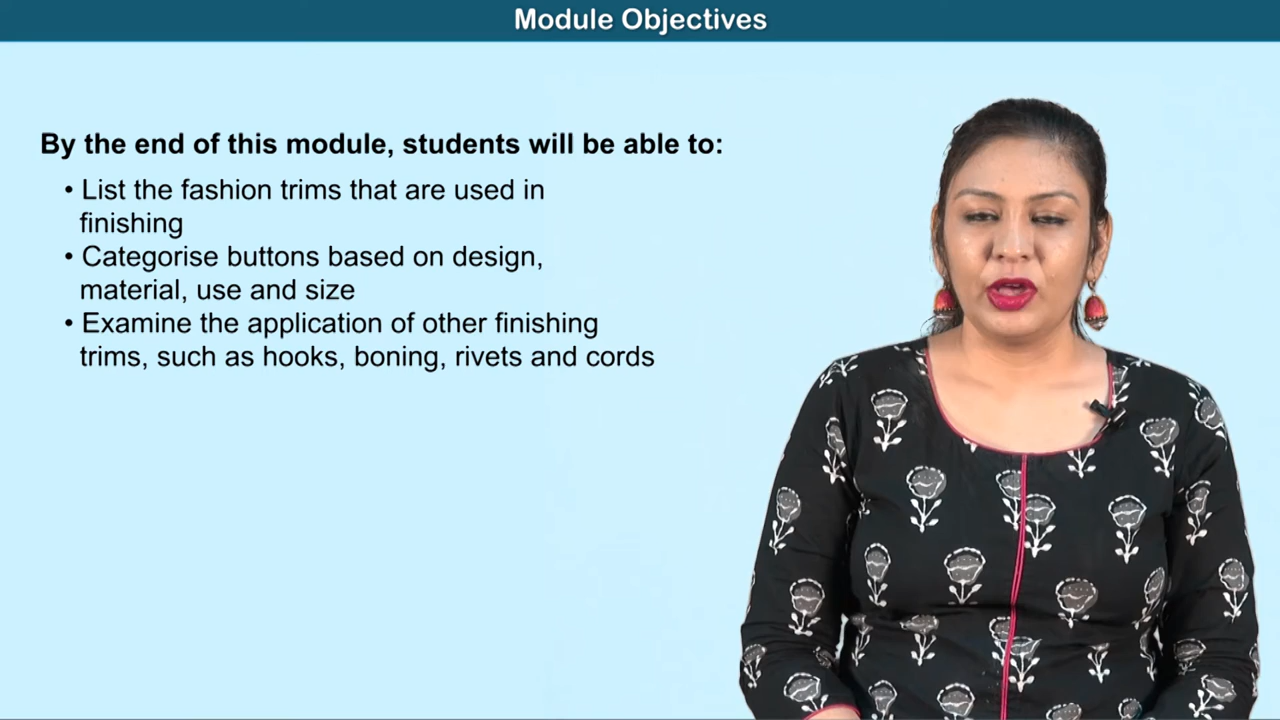 Module Objectives
By the end of this module, students will be able to:
• List the fashion trims that are used in
finishing
• Categorise buttons based on design,
material, use and size
• Examine the application of other finishing
trims, such as hooks, boning, rivets and cords